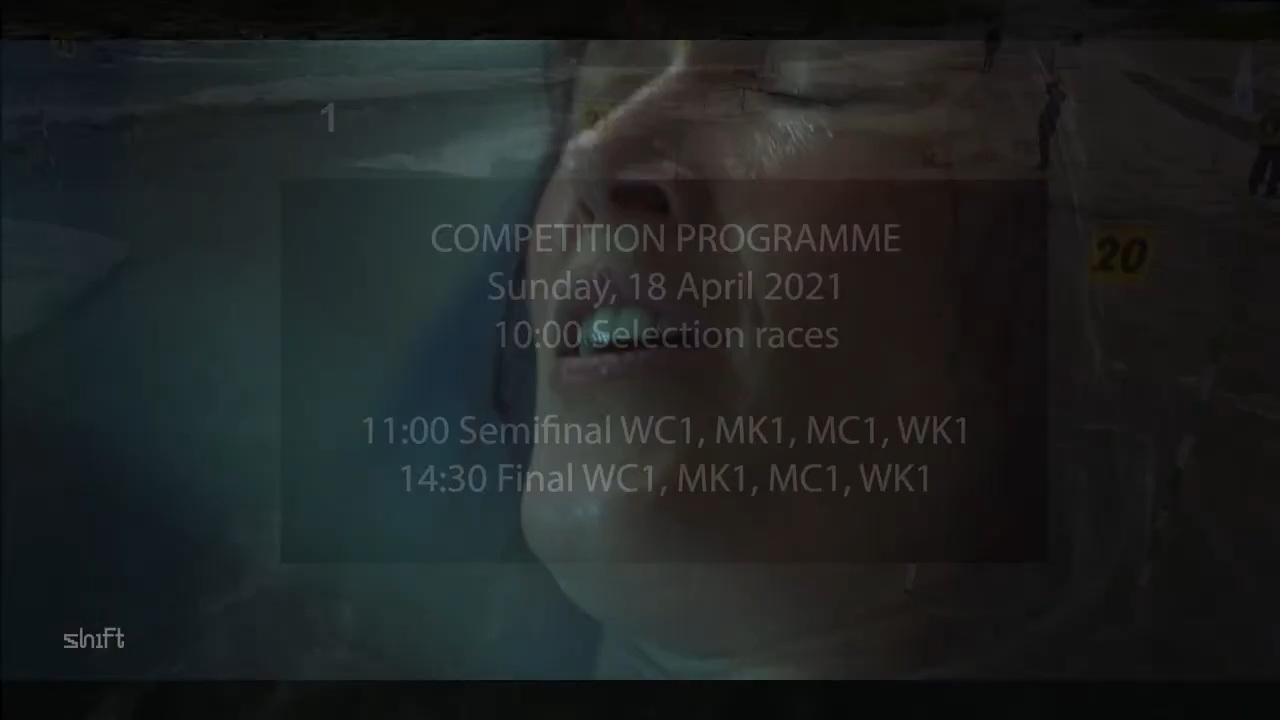 1
COMPETITION PROGRAMME
20
Sunday, 18 April 2021
10:00 Selection races
11:00 Semifinal WC1, MK1, MC1, WK1
14:30 Final WC1, MK1, MC1, WK1
shift